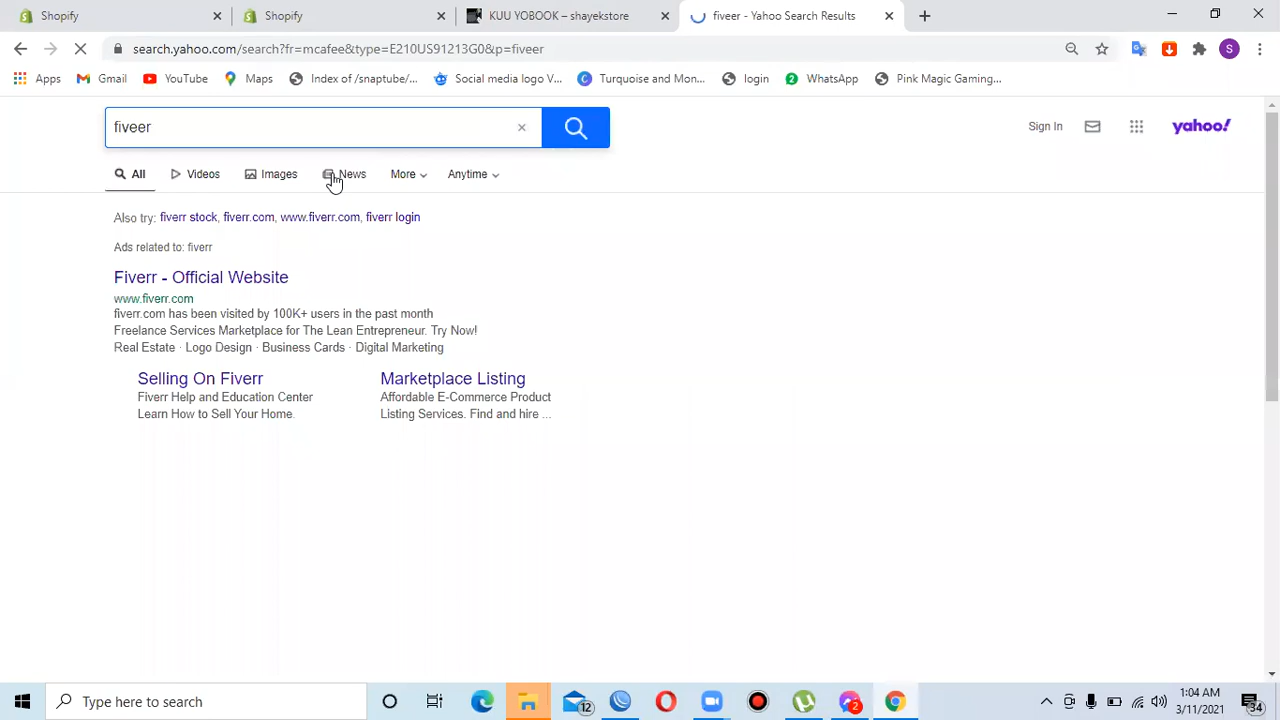 Shopify
Shopify
KUU YOBOOK – shayekstore
fiveer - Yahoo Search Results
search.yahoo.com/search?fr=mcafee&type=E210US91213G0&p=fiveer
S
Apps
Gmail
YouTube
Maps
Index of /snaptube/...
Social media logo V...
Turquoise and Mon...
login
2
WhatsApp
Pink Magic Gaming...
fiveer
Sign In
yahoo!
All
Videos
Images
News
More
Anytime
Also try: fiverr stock, fiverr.com, www.fiverr.com, fiverr login
Ads related to: fiverr
Fiverr - Official Website
www.fiverr.com
fiverr.com has been visited by 100K+ users in the past month
Freelance Services Marketplace for The Lean Entrepreneur. Try Now!
Real Estate · Logo Design · Business Cards · Digital Marketing
Selling On Fiverr
Fiverr Help and Education Center
Learn How to Sell Your Home.
Marketplace Listing
Affordable E-Commerce Product
Listing Services. Find and hire ...
Type here to search
12
2
1:04 AM
3/11/2021
34